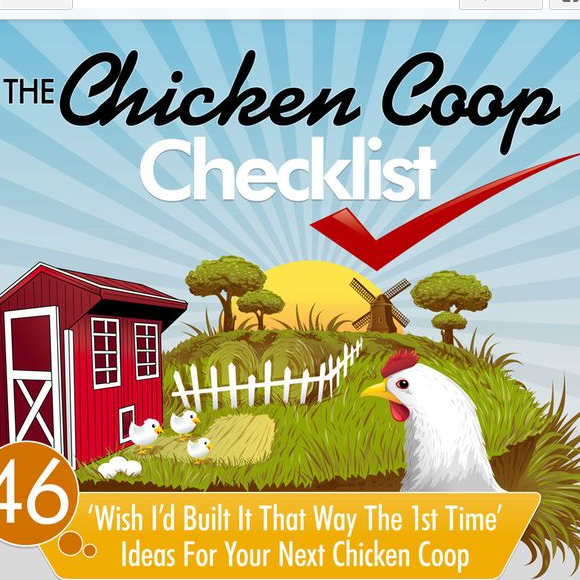 THE Chicken Coop
Checklist
46
‘Wish I’d Built It That Way The 1st Time’
Ideas For Your Next Chicken Coop